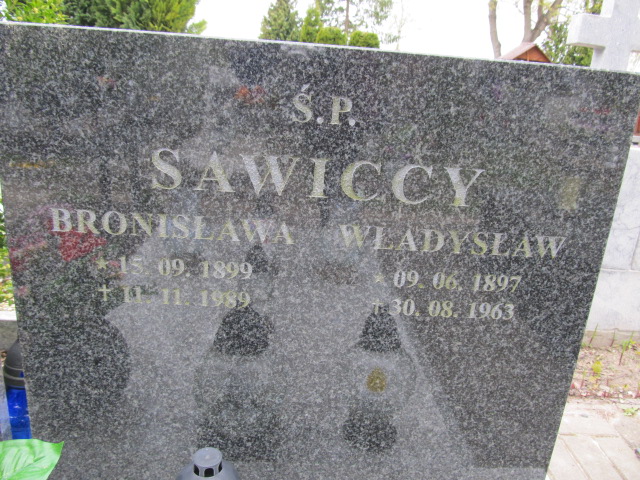 Ś.P.
SAWICCY
BRONISŁAWA WŁADYSŁAW
* 15. 09. 1899 * 09. 06. 1897
† 11. 11. 1989 † 30. 08. 1963